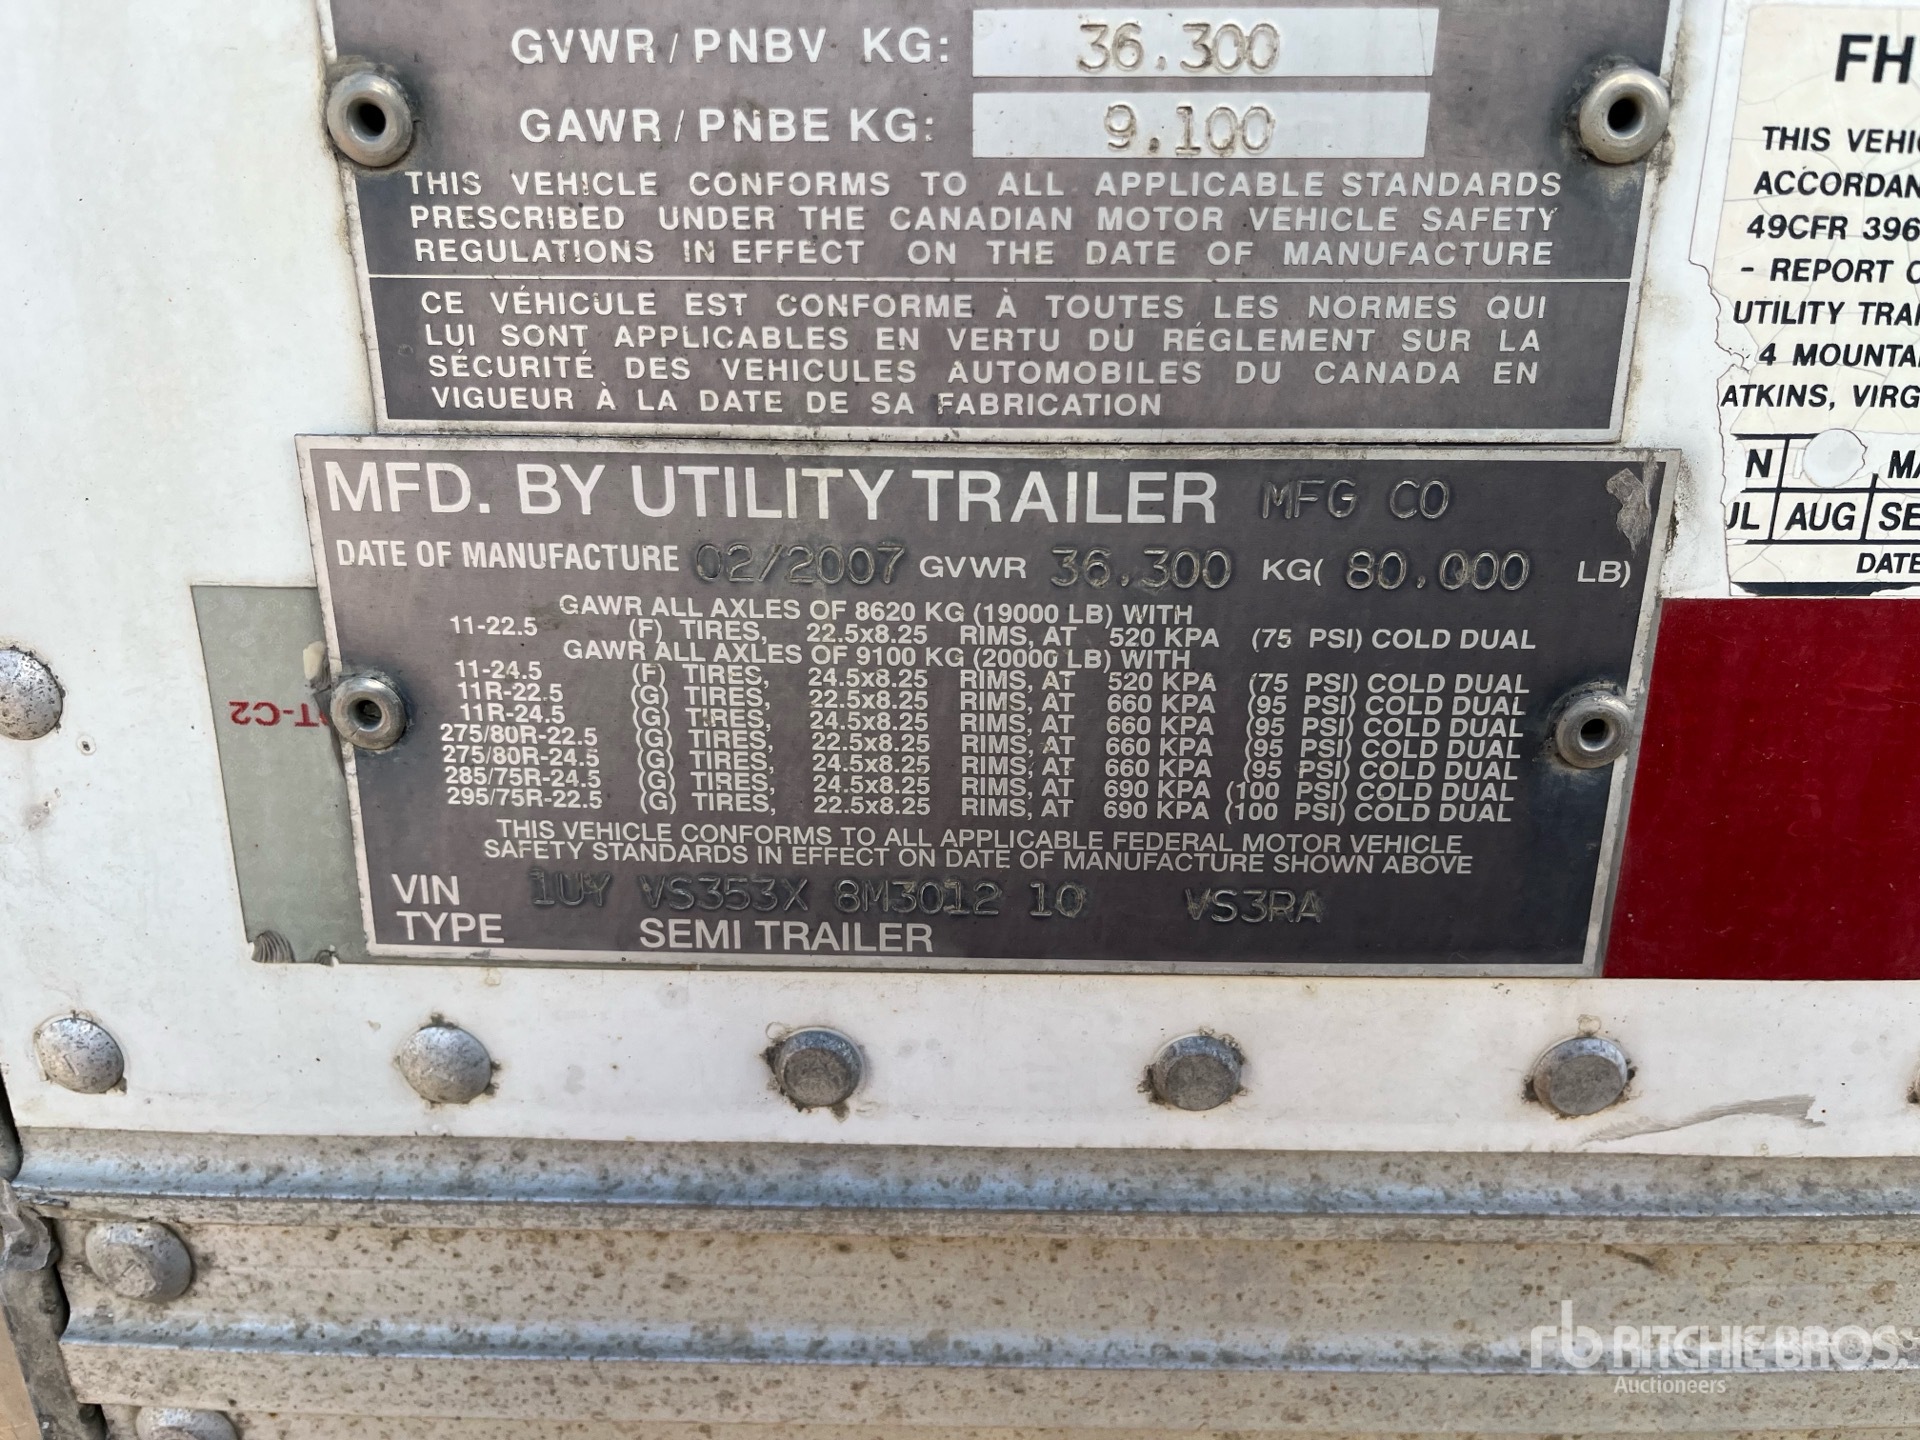 GVWR / PNBV KG: 36.300
GAWR / PNBE KG: 9.100
THIS VEHICLE CONFORMS TO ALL APPLICABLE STANDARDS
PRESCRIBED UNDER THE CANADIAN MOTOR VEHICLE SAFETY
REGULATIONS IN EFFECT ON THE DATE OF MANUFACTURE
CE VÉHICULE EST CONFORME À TOUTES LES NORMES QUI
LUI SONT APPLICABLES EN VERTU DU RÉGLEMENT SUR LA
SÉCURITÉ DES VEHICULES AUTOMOBILES DU CANADA EN
VIGUEUR À LA DATE DE SA FABRICATION
MFD. BY UTILITY TRAILER MFG CO
DATE OF MANUFACTURE 02/2007 GVWR 36.300 KG( 80.000 LB)
GAWR ALL AXLES OF 8620 KG (19000 LB) WITH
11-22.5 (F) TIRES, 22.5x8.25 RIMS, AT 520 KPA (75 PSI) COLD DUAL
GAWR ALL AXLES OF 9100 KG (20000 LB) WITH
11-24.5 (F) TIRES, 24.5x8.25 RIMS, AT 520 KPA (75 PSI) COLD DUAL
11R-22.5 (G) TIRES, 22.5x8.25 RIMS, AT 660 KPA (95 PSI) COLD DUAL
11R-24.5 (G) TIRES, 24.5x8.25 RIMS, AT 660 KPA (95 PSI) COLD DUAL
275/80R-22.5 (G) TIRES, 22.5x8.25 RIMS, AT 660 KPA (95 PSI) COLD DUAL
275/80R-24.5 (G) TIRES, 24.5x8.25 RIMS, AT 660 KPA (95 PSI) COLD DUAL
285/75R-24.5 (G) TIRES, 24.5x8.25 RIMS, AT 690 KPA (100 PSI) COLD DUAL
295/75R-22.5 (G) TIRES, 22.5x8.25 RIMS, AT 690 KPA (100 PSI) COLD DUAL
THIS VEHICLE CONFORMS TO ALL APPLICABLE FEDERAL MOTOR VEHICLE
SAFETY STANDARDS IN EFFECT ON DATE OF MANUFACTURE SHOWN ABOVE
VIN 1UY VS353X 8M3012 10 VS3RA
TYPE SEMI TRAILER
FH
THIS VEHIC
ACCORDAN
49CFR 396
- REPORT
UTILITY TRAI
4 MOUNTA
ATKINS, VIRG
N MA
UL AUG SE
DATE
T-C2
rb RITCHIE BROS.
Auctioneers